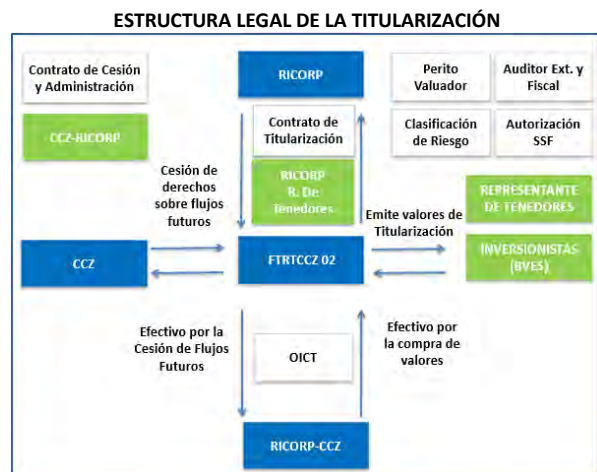 ESTRUCTURA LEGAL DE LA TITULARIZACIÓN
Contrato de Cesión
y Administración
RICORP
Perito
Valuador
Auditor Ext. y
Fiscal
CCZ-RICORP
Contrato de
Titularización
Clasificación
de Riesgo
Autorización
SSF
Cesión de
derechos
sobre flujos
futuros
RICORP
R. De
Tenedores
Emite valores de
Titularización
REPRESENTANTE
DE TENEDORES
CCZ
FTRTCCZ 02
INVERSIONISTAS
(BVES)
Efectivo por la
Cesión de Flujos
Futuros
OICT
Efectivo por
la compra de
valores
RICORP-CCZ